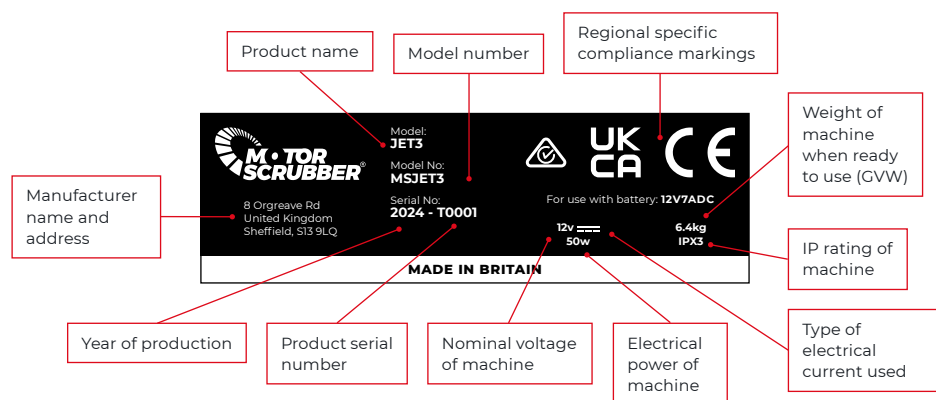 Product name
Model number
Regional specific
compliance markings
Weight of
machine
when ready
to use (GVW)
Manufacturer
name and
address
MOTOR
SCRUBBER®
8 Orgreave Rd
United Kingdom
Sheffield, S13 9LQ
Model:
JET3
Model No:
MSJET3
Serial No:
2024 - T0001
UK
CA
CE
For use with battery: 12V7ADC
12v
50w
6.4kg
IPX3
MADE IN BRITAIN
IP rating of
machine
Year of production
Product serial
number
Nominal voltage
of machine
Electrical
power of
machine
Type of
electrical
current used